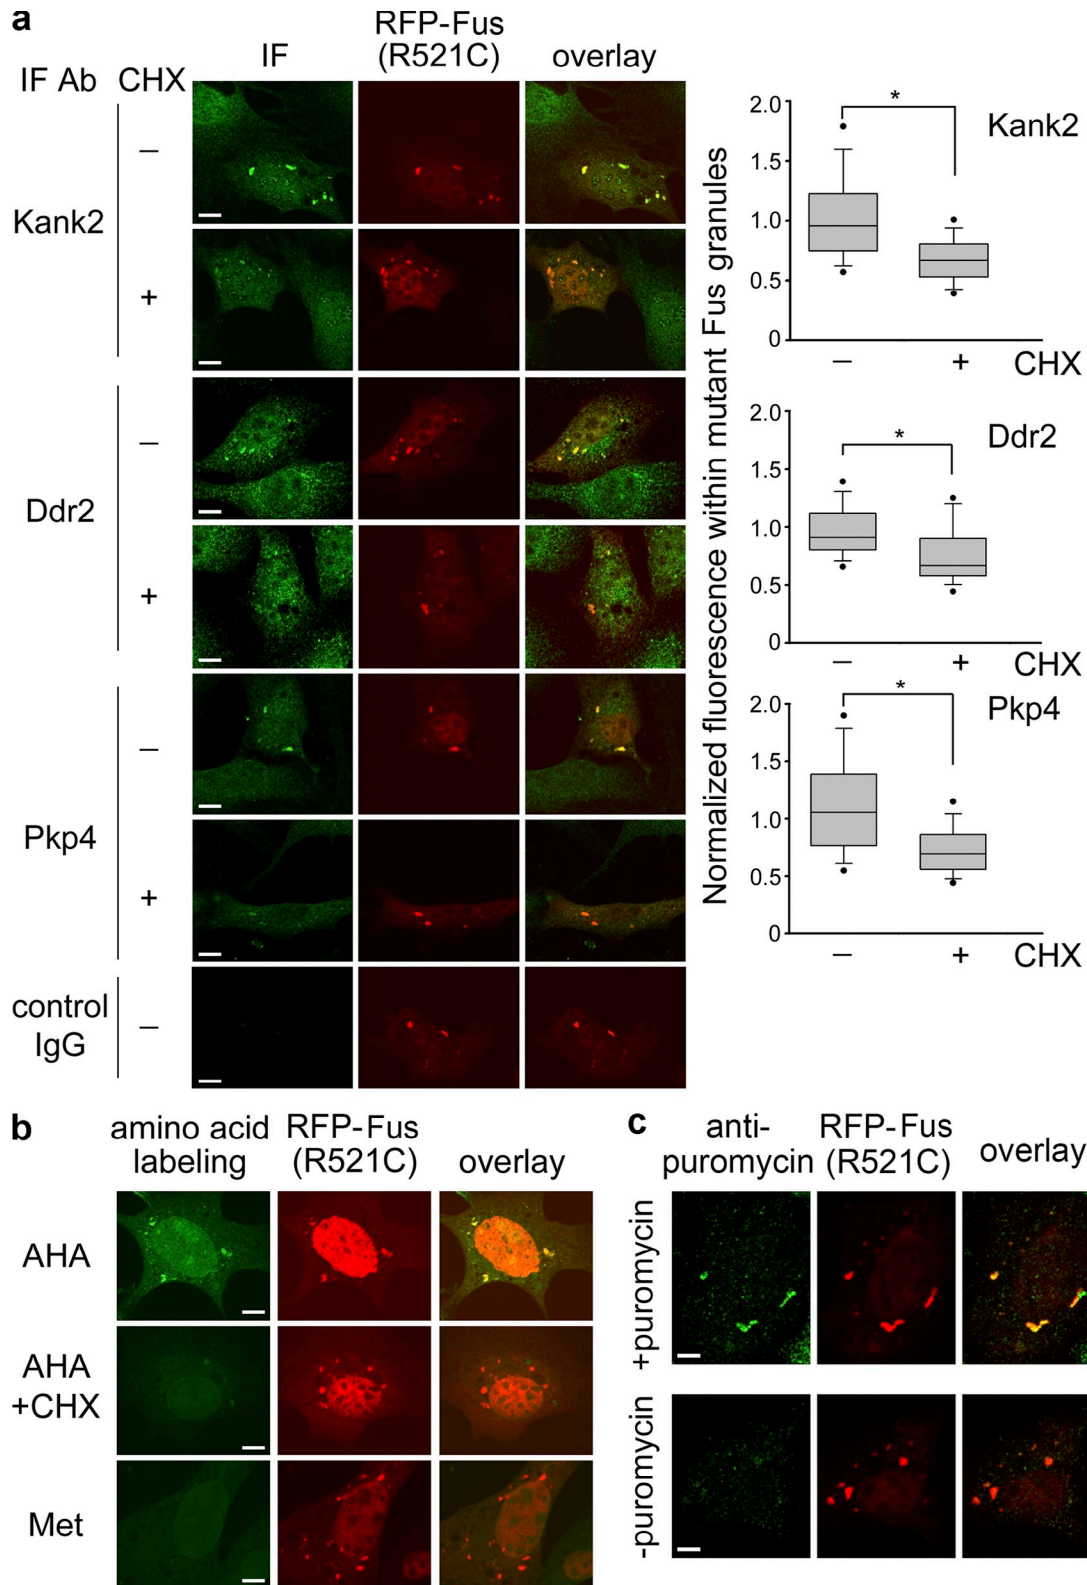 a
IF Ab
CHX
IF
RFP-Fus
(R521C)
overlay
Kank2
–
+
Ddr2
–
+
Pkp4
–
+
control
IgG
–
Normalized fluorescence within mutant Fus granules
2.0
1.5
1.0
0.5
0
*
Kank2
– + CHX
2.0
1.5
1.0
0.5
0
*
Ddr2
– + CHX
2.0
1.5
1.0
0.5
0
*
Pkp4
– + CHX
b
amino acid
labeling
RFP-Fus
(R521C)
overlay
AHA
AHA
+CHX
Met
c
anti-
puromycin
RFP-Fus
(R521C)
overlay
+puromycin
-puromycin